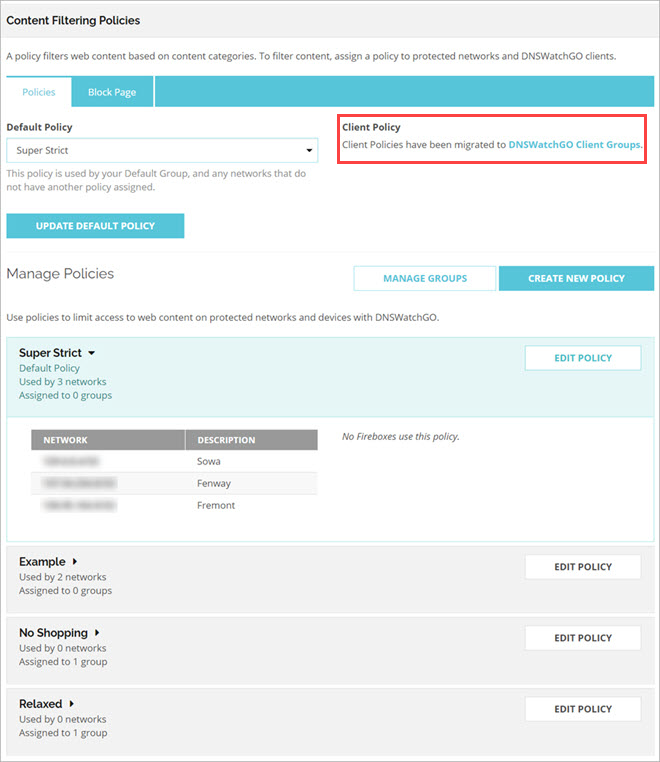 Content Filtering Policies
A policy filters web content based on content categories. To filter content, assign a policy to protected networks and DNSWatchGO clients.
Policies
Block Page
Default Policy
Super Strict
This policy is used by your Default Group, and any networks that do
not have another policy assigned.
UPDATE DEFAULT POLICY
Client Policy
Client Policies have been migrated to DNSWatchGO Client Groups.
Manage Policies
MANAGE GROUPS
CREATE NEW POLICY
Use policies to limit access to web content on protected networks and devices with DNSWatchGO.
Super Strict
Default Policy
Used by 3 networks
Assigned to 0 groups
EDIT POLICY
NETWORK DESCRIPTION
Sowa
Fenway
Fremont
No Fireboxes use this policy.
Example
Used by 2 networks
Assigned to 0 groups
EDIT POLICY
No Shopping
Used by 0 networks
Assigned to 1 group
EDIT POLICY
Relaxed
Used by 0 networks
Assigned to 1 group
EDIT POLICY